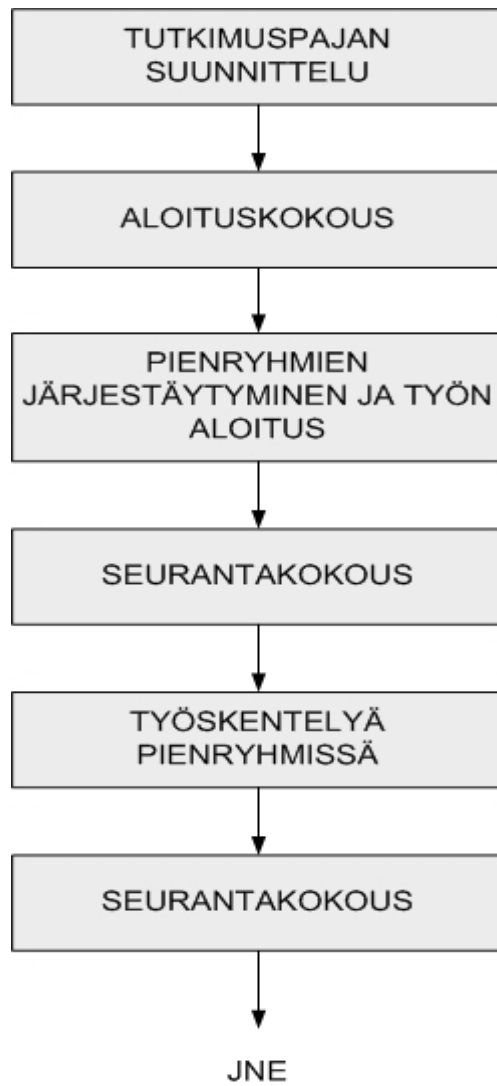 TUTKIMUSPAJAN
SUUNNITTELU
ALOITUSKOKOUS
PIENRYHMIEN
JÄRJESTÄYTYMINEN JA TYÖN
ALOITUS
SEURANTAKOKOUS
TYÖSKENTELYÄ
PIENRYHMISSÄ
SEURANTAKOKOUS
JNE